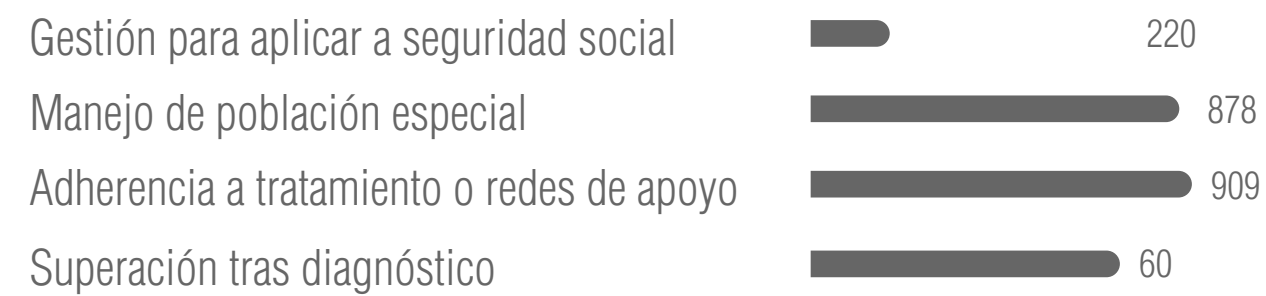 Gestión para aplicar a seguridad social 220
Manejo de población especial 878
Adherencia a tratamiento o redes de apoyo 909
Superación tras diagnóstico 60